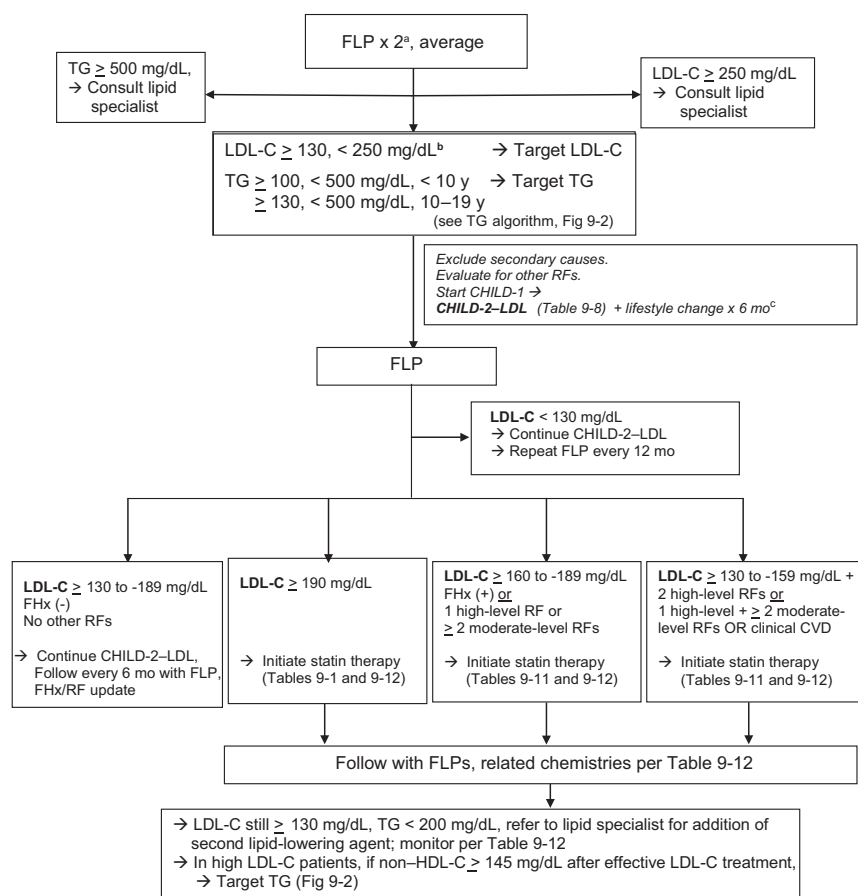 FLP x 2ᵃ, average
TG ≥ 500 mg/dL,
→ Consult lipid
specialist
LDL-C ≥ 250 mg/dL
→ Consult lipid
specialist
LDL-C ≥ 130, < 250 mg/dLᵇ → Target LDL-C
TG ≥ 100, < 500 mg/dL, < 10 y → Target TG
≥ 130, < 500 mg/dL, 10–19 y
(see TG algorithm, Fig 9-2)
Exclude secondary causes.
Evaluate for other RFs.
Start CHILD-1 →
CHILD-2–LDL (Table 9-8) + lifestyle change x 6 moᶜ
FLP
LDL-C < 130 mg/dL
→ Continue CHILD-2–LDL
→ Repeat FLP every 12 mo
LDL-C ≥ 130 to -189 mg/dL
FHx (-)
No other RFs
→ Continue CHILD-2–LDL,
Follow every 6 mo with FLP,
FHx/RF update
LDL-C ≥ 190 mg/dL
→ Initiate statin therapy
(Tables 9-1 and 9-12)
LDL-C ≥ 160 to -189 mg/dL
FHx (+) or
1 high-level RF or
≥ 2 moderate-level RFs
→ Initiate statin therapy
(Tables 9-11 and 9-12)
LDL-C ≥ 130 to -159 mg/dL +
2 high-level RFs or
1 high-level + ≥ 2 moderate-
level RFs OR clinical CVD
→ Initiate statin therapy
(Tables 9-11 and 9-12)
Follow with FLPs, related chemistries per Table 9-12
→ LDL-C still ≥ 130 mg/dL, TG < 200 mg/dL, refer to lipid specialist for addition of
second lipid-lowering agent; monitor per Table 9-12
→ In high LDL-C patients, if non–HDL-C ≥ 145 mg/dL after effective LDL-C treatment,
→ Target TG (Fig 9-2)